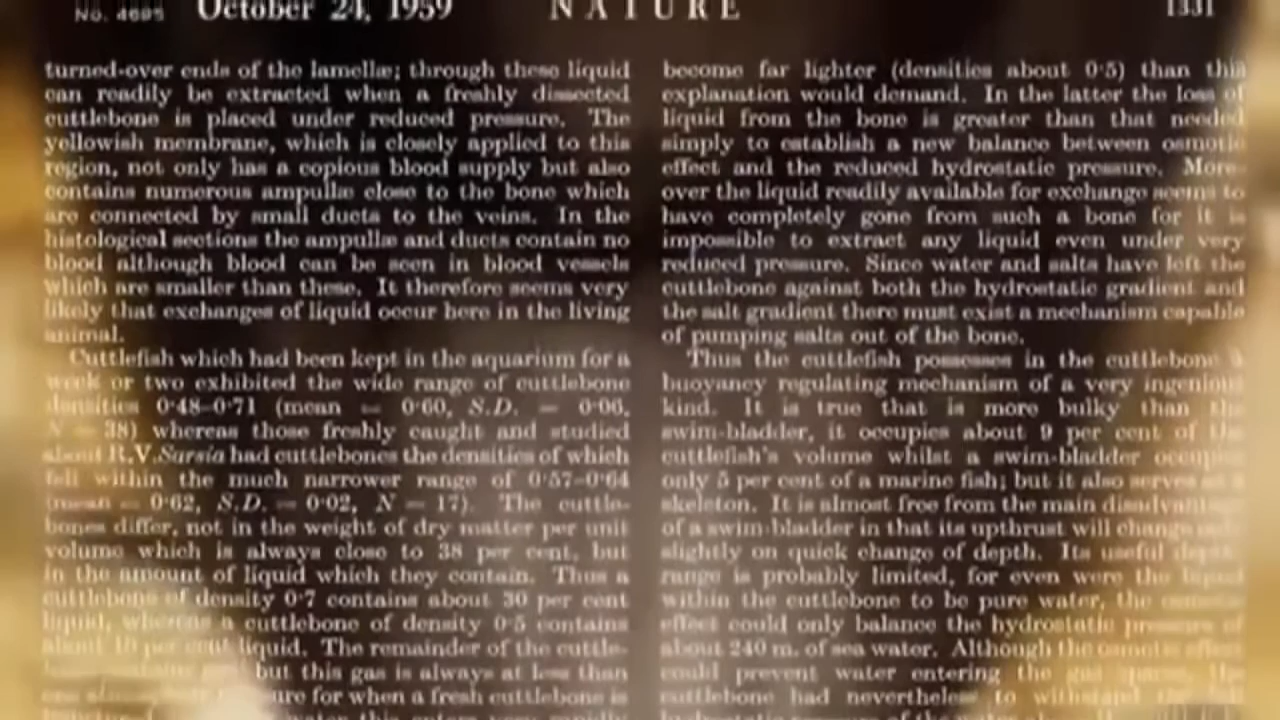 No. 4695 October 24, 1959 NATURE 1331
turned-over ends of the lamellæ; through these liquid
can readily be extracted when a freshly dissected
cuttlebone is placed under reduced pressure. The
yellowish membrane, which is closely applied to this
region, not only has a copious blood supply but also
contains numerous ampullæ close to the bone which
are connected by small ducts to the veins. In the
histological sections the ampullæ and ducts contain no
blood although blood can be seen in blood vessels
which are smaller than these. It therefore seems very
likely that exchanges of liquid occur here in the living
animal.
Cuttlefish which had been kept in the aquarium for a
week or two exhibited the wide range of cuttlebone
densities 0·48–0·71 (mean = 0·60, S.D. = 0·06,
N = 38) whereas those freshly caught and studied
aboard R.V. Sarsia had cuttlebones the densities of which
fell within the much narrower range of 0·57–0·64
(mean = 0·62, S.D. = 0·02, N = 17). The cuttle-
bones differ, not in the weight of dry matter per unit
volume which is always close to 38 per cent, but
in the amount of liquid which they contain. Thus a
cuttlebone of density 0·7 contains about 30 per cent
liquid, whereas a cuttlebone of density 0·5 contains
about 10 per cent liquid. The remainder of the cuttle-
but this gas is always at less than
for when a fresh cuttlebone is
water this enters very rapidly
become far lighter (densities about 0·5) than this
explanation would demand. In the latter the loss of
liquid from the bone is greater than that needed
simply to establish a new balance between osmotic
effect and the reduced hydrostatic pressure. More-
over the liquid readily available for exchange seems to
have completely gone from such a bone for it is
impossible to extract any liquid even under very
reduced pressure. Since water and salts have left the
cuttlebone against both the hydrostatic gradient and
the salt gradient there must exist a mechanism capable
of pumping salts out of the bone.
Thus the cuttlefish possesses in the cuttlebone a
buoyancy regulating mechanism of a very ingenious
kind. It is true that is more bulky than the
swim-bladder, it occupies about 9 per cent of the
cuttlefish's volume whilst a swim-bladder occupies
only 5 per cent of a marine fish; but it also serves as a
skeleton. It is almost free from the main disadvantage
of a swim-bladder in that its upthrust will change only
slightly on quick change of depth. Its useful depth
range is probably limited, for even were the liquid
within the cuttlebone to be pure water, the osmotic
effect could only balance the hydrostatic pressure of
about 240 m. of sea water. Although the osmotic effect
could prevent water entering the gas spaces, the
cuttlebone had nevertheless to withstand the
hydrostatic pressure of the water